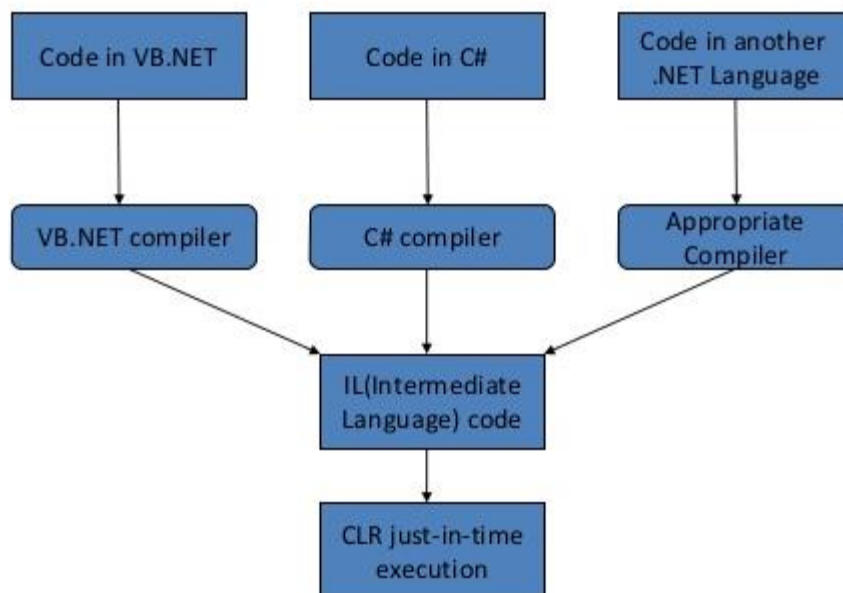 Code in VB.NET
Code in C#
Code in another
.NET Language
VB.NET compiler
C# compiler
Appropriate
Compiler
IL(Intermediate
Language) code
CLR just-in-time
execution